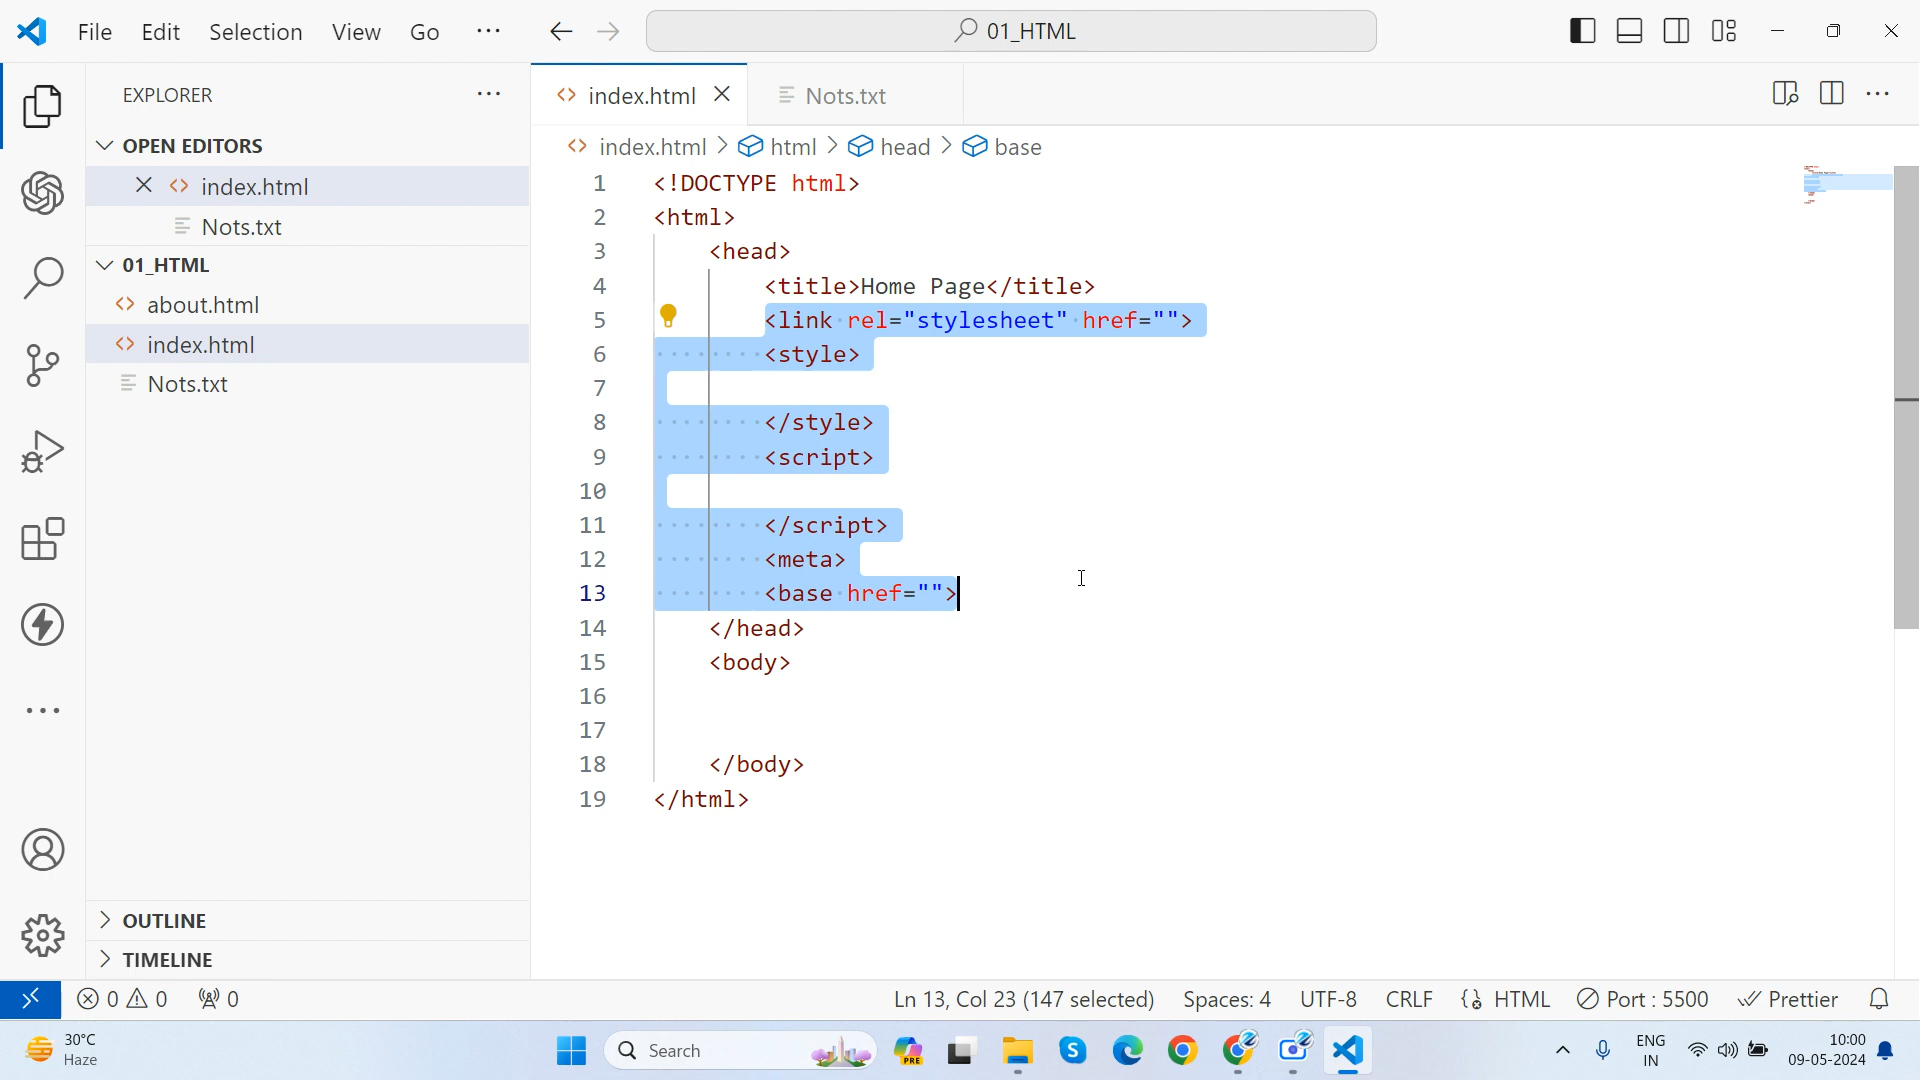 File Edit Selection View Go
01_HTML
EXPLORER
OPEN EDITORS
index.html
Nots.txt
01_HTML
about.html
index.html
Nots.txt
OUTLINE
TIMELINE
index.html Nots.txt
index.html > html > head > base
1 <!DOCTYPE html>
2 <html>
3 <head>
4 <title>Home Page</title>
5 <link rel="stylesheet" href="">
6 <style>
7
8 </style>
9 <script>
10
11 </script>
12 <meta>
13 <base href="">
14 </head>
15 <body>
16
17
18 </body>
19 </html>
0 0 0 Ln 13, Col 23 (147 selected) Spaces: 4 UTF-8 CRLF HTML Port : 5500 Prettier
30°C
Haze
Search
PRE
ENG
IN
10:00
09-05-2024